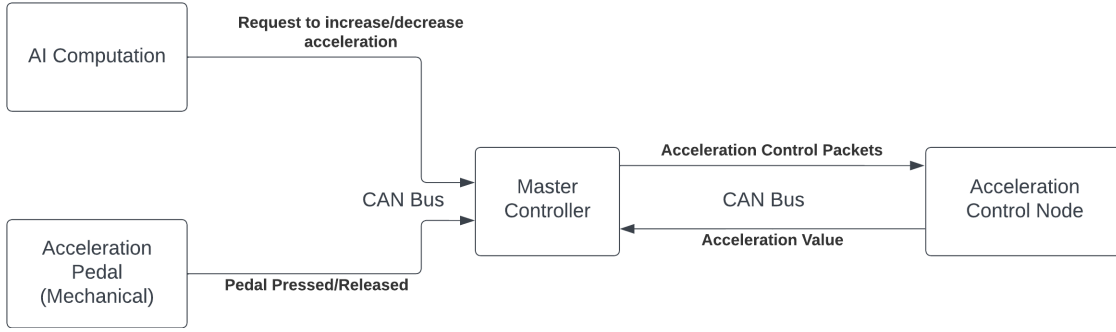 AI Computation
Request to increase/decrease
acceleration
Acceleration
Pedal
(Mechanical)
Pedal Pressed/Released
CAN Bus
Master
Controller
Acceleration Control Packets
CAN Bus
Acceleration Value
Acceleration
Control Node